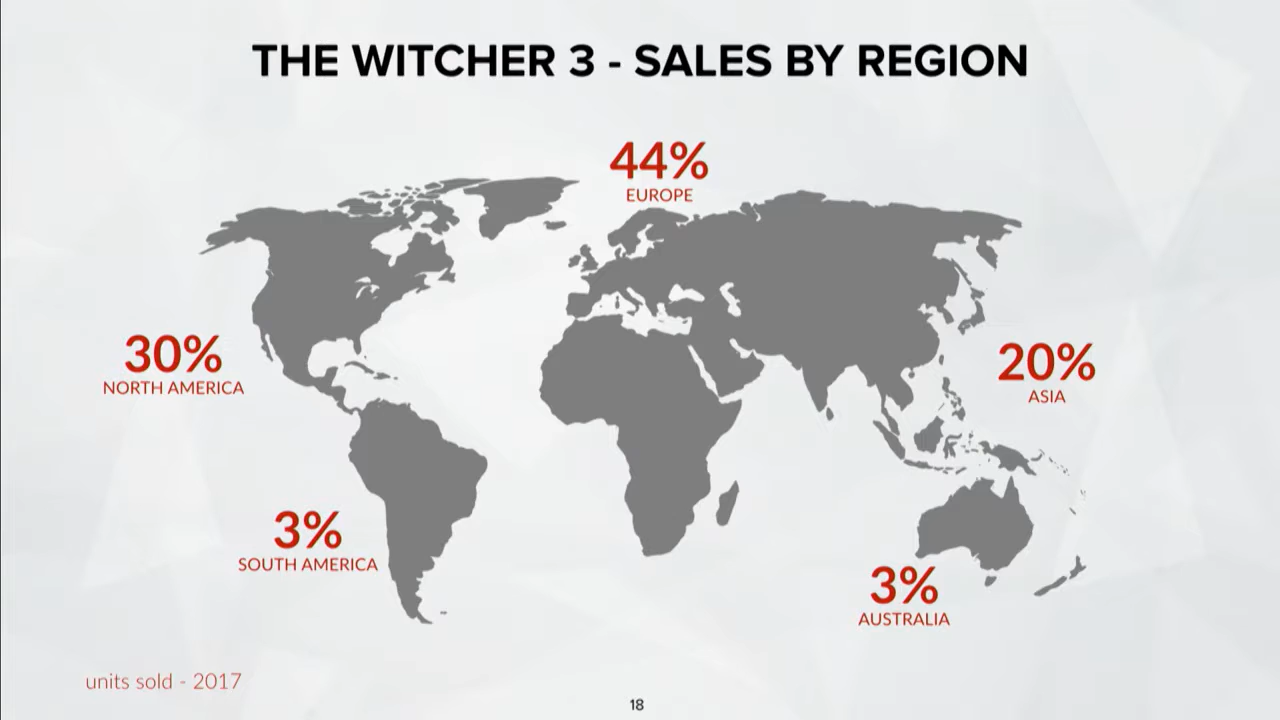 THE WITCHER 3 - SALES BY REGION
44%
EUROPE
30%
NORTH AMERICA
20%
ASIA
3%
SOUTH AMERICA
3%
AUSTRALIA
units sold - 2017
18